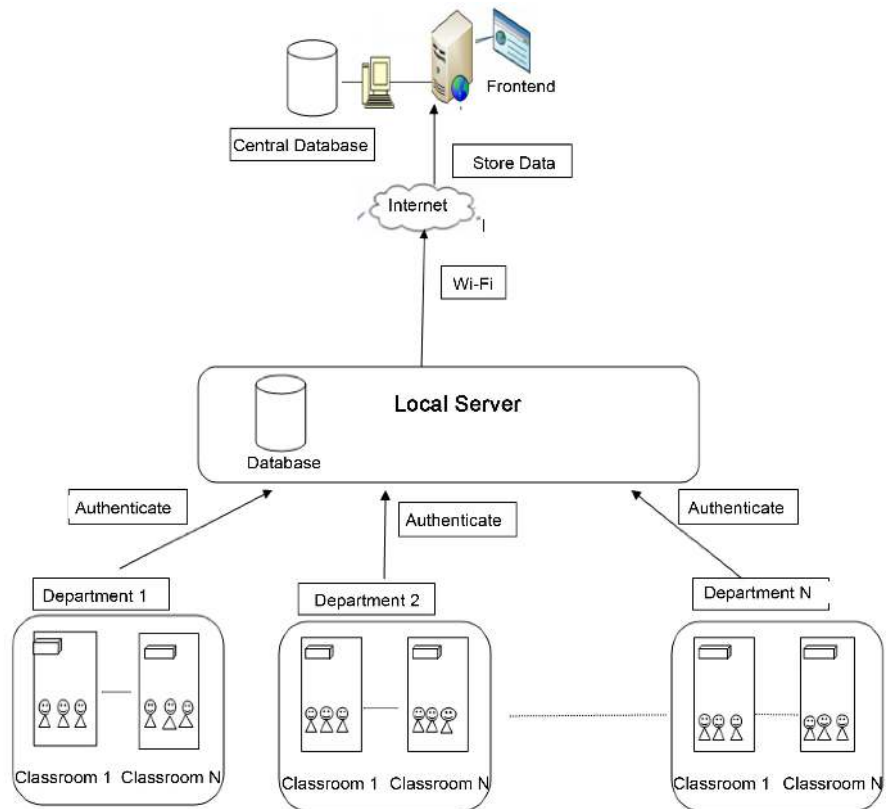 Frontend
Central Database
Store Data
Internet
Wi-Fi
Local Server
Database
Authenticate
Authenticate
Authenticate
Department 1
Department 2
Department N
Classroom 1 Classroom N
Classroom 1 Classroom N
Classroom 1 Classroom N